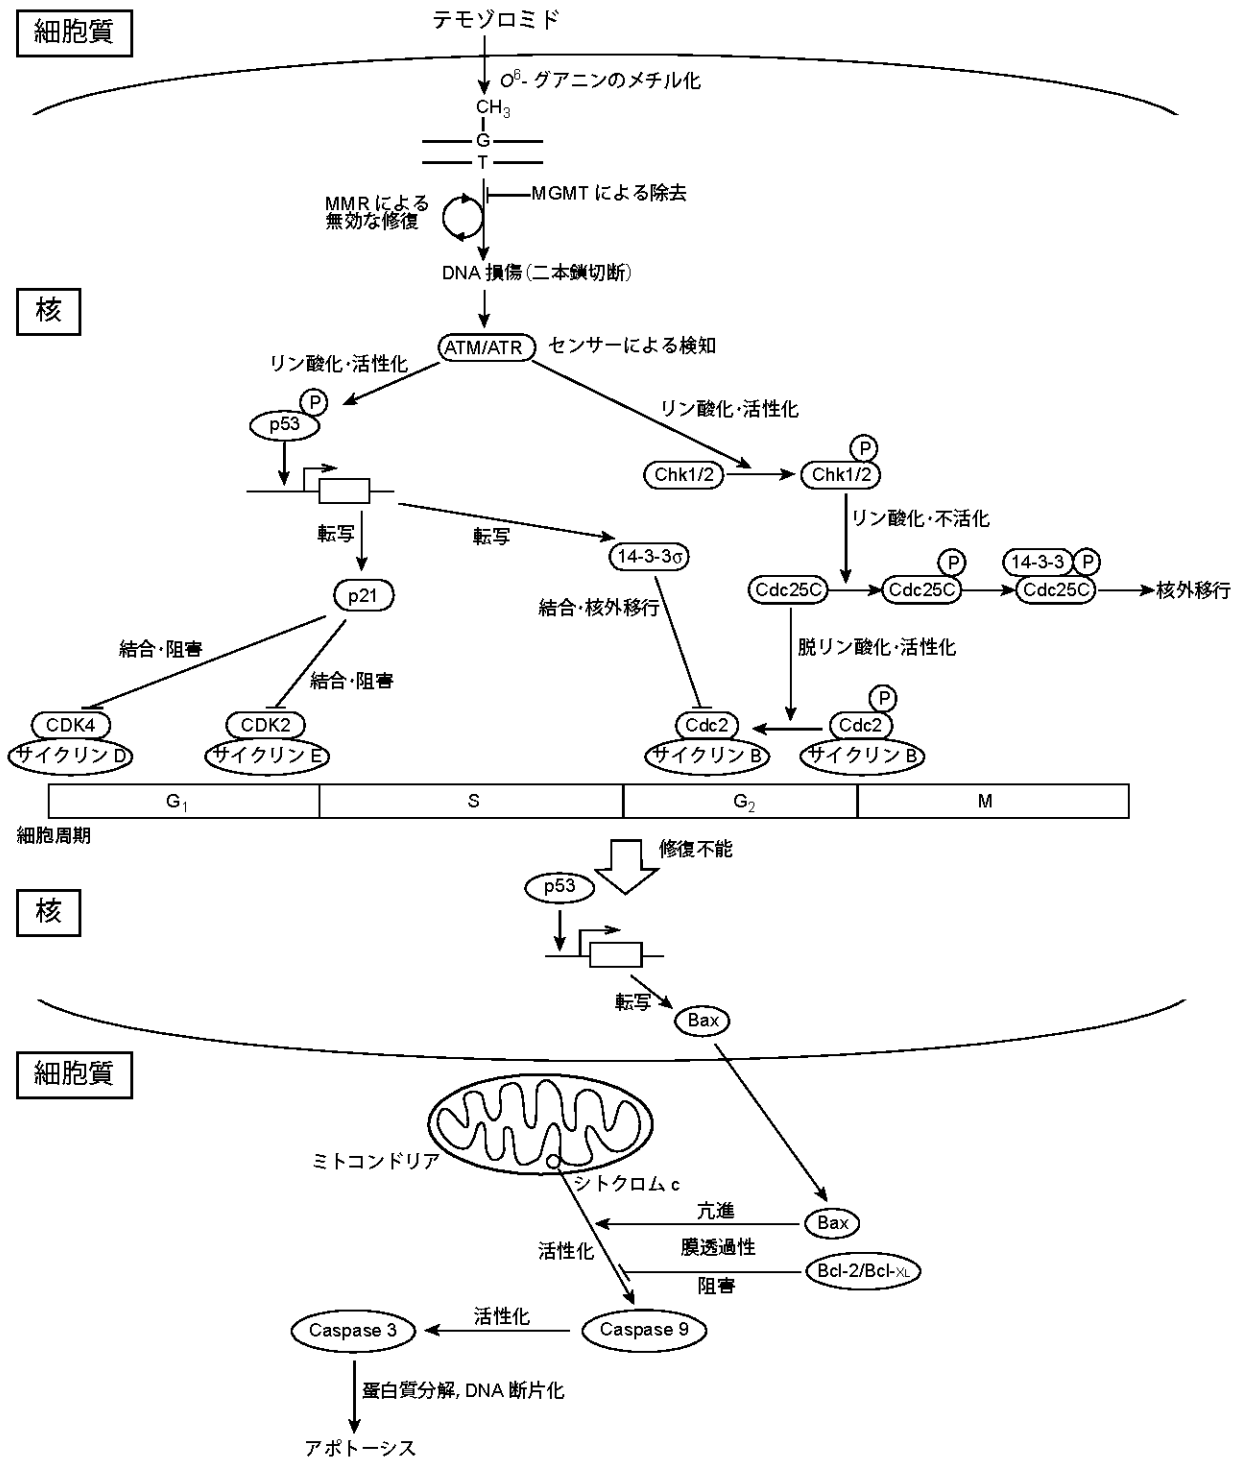 細胞質
テモゾロミド
O6- グアニンのメチル化
CH3
G
T
MGMT による除去
MMR による
無効な修復
DNA 損傷(二本鎖切断)
核
ATM/ATR
センサーによる検知
リン酸化・活性化
P
p53
リン酸化・活性化
P
Chk1/2
Chk1/2
リン酸化・不活化
転写
転写
14-3-3σ
P
14-3-3
P
Cdc25C
Cdc25C
Cdc25C
核外移行
p21
結合・核外移行
結合・阻害
脱リン酸化・活性化
結合・阻害
P
CDK4
CDK2
Cdc2
Cdc2
サイクリン D
サイクリン E
サイクリン B
サイクリン B
G1
S
G2
M
細胞周期
修復不能
p53
核
転写
Bax
細胞質
ミトコンドリア
シトクロム c
亢進
Bax
活性化
膜透過性
Bcl-2/Bcl-XL
阻害
活性化
Caspase 3
Caspase 9
蛋白質分解, DNA 断片化
アポトーシス